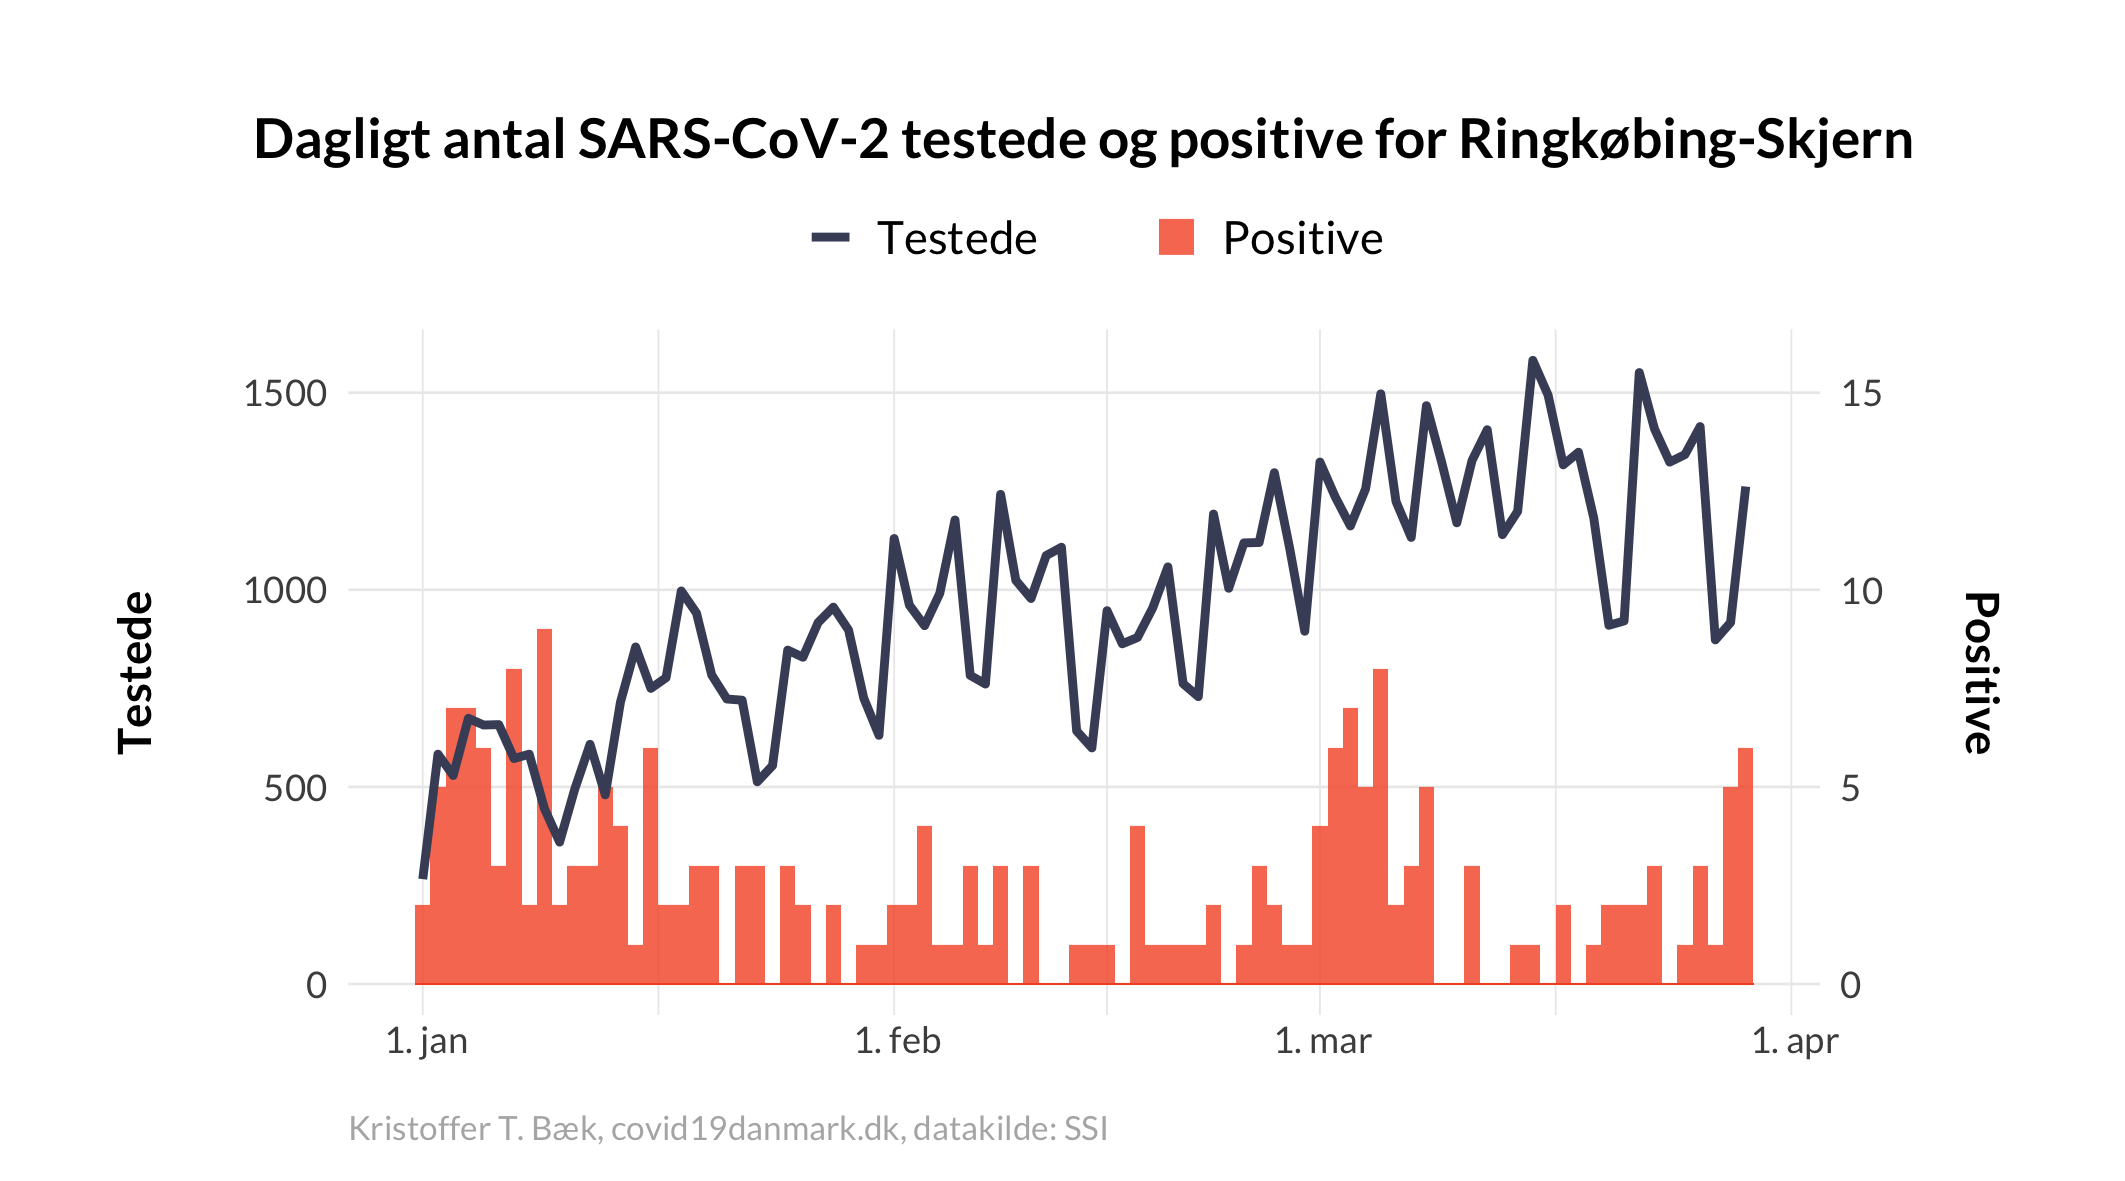 Dagligt antal SARS-CoV-2 testede og positive for Ringkøbing-Skjern
Testede
Positive
1500
1000
500
0
Testede
15
10
5
0
Positive
1. jan
1. feb
1. mar
1. apr
Kristoffer T. Bæk, covid19danmark.dk, datakilde: SSI